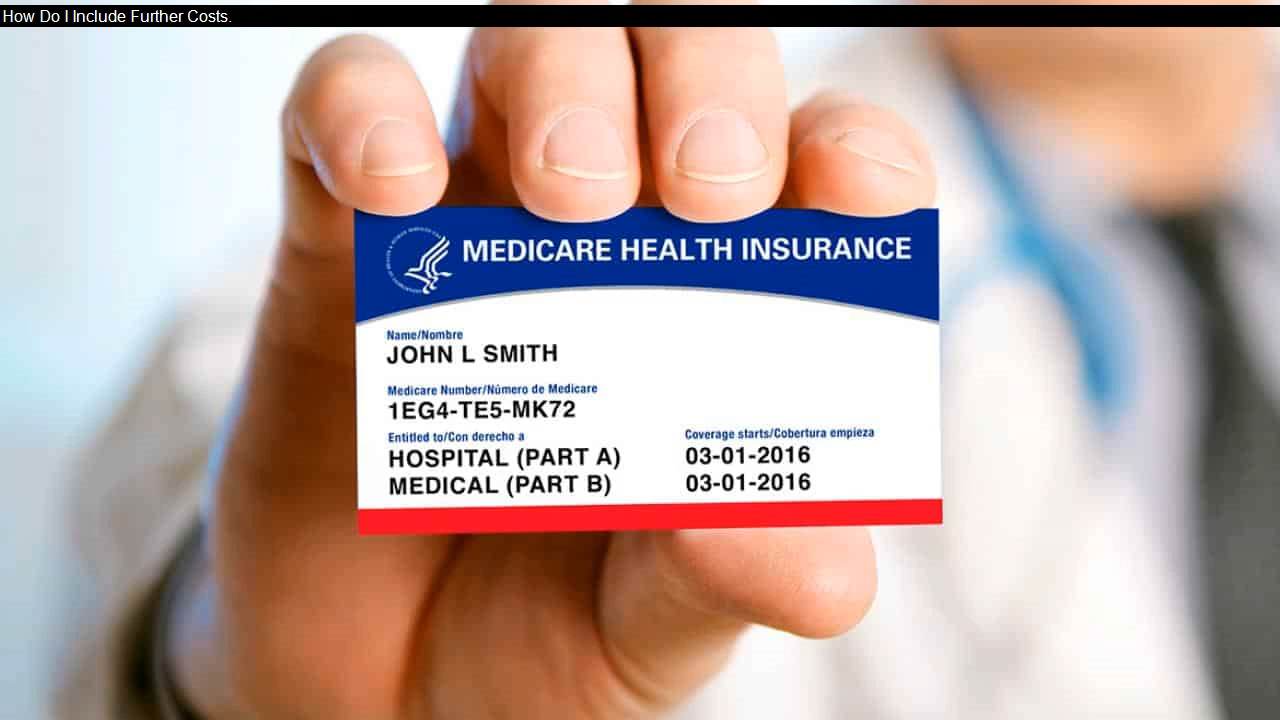 How Do I Include Further Costs.
MEDICARE HEALTH INSURANCE
Name/Nombre
JOHN L SMITH
Medicare Number/Número de Medicare
1EG4-TE5-MK72
Entitled to/Con derecho a
Coverage starts/Cobertura empieza
HOSPITAL (PART A)
03-01-2016
MEDICAL (PART B)
03-01-2016